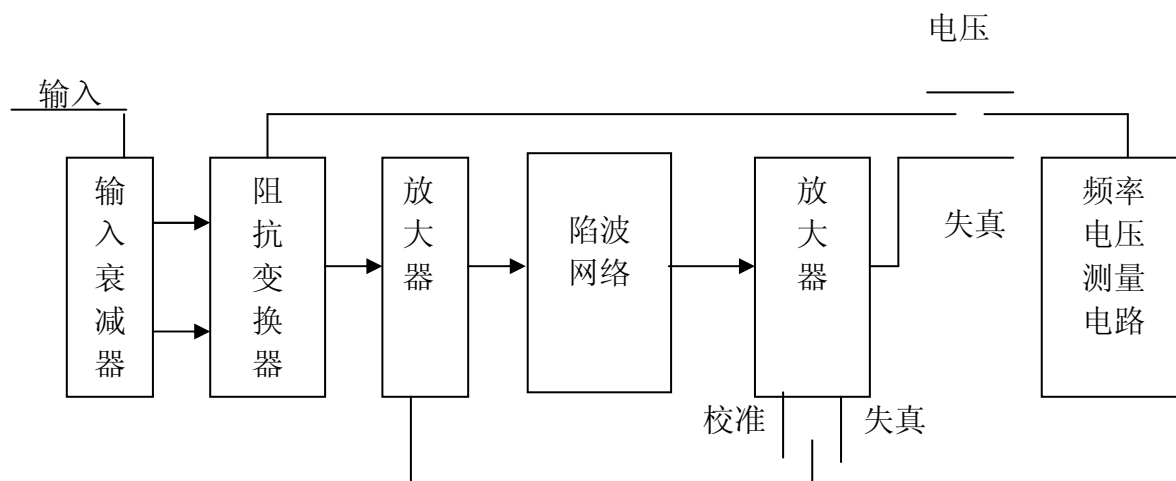 电压
输入
输入衰减器
阻抗变换器
放大器
陷波
网络
放大器
失真
频率
电压
测量
电路
校准
失真